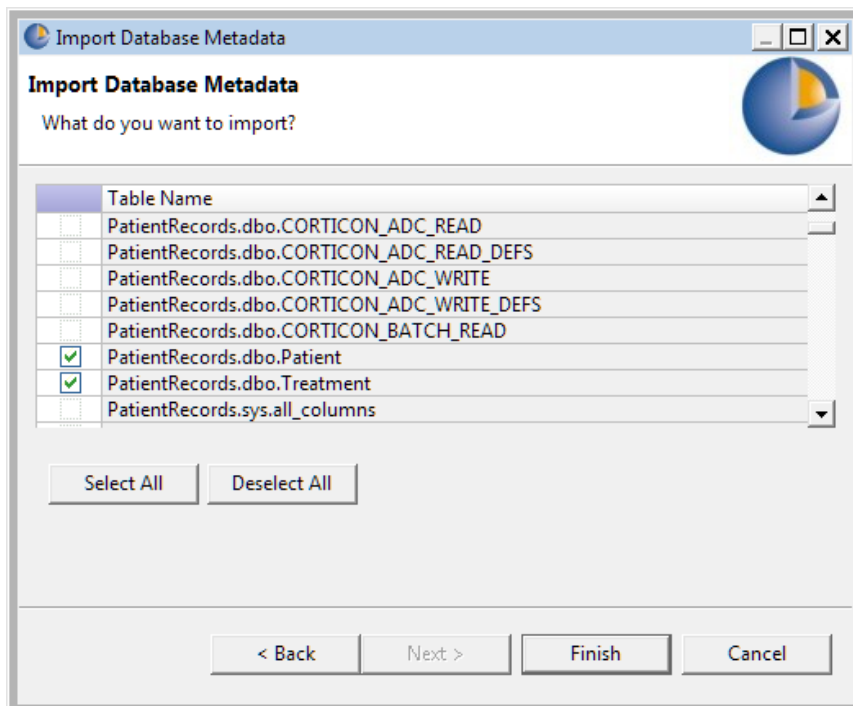 Import Database Metadata
Import Database Metadata
What do you want to import?
Table Name
PatientRecords.dbo.CORTICON_ADC_READ
PatientRecords.dbo.CORTICON_ADC_READ_DEFS
PatientRecords.dbo.CORTICON_ADC_WRITE
PatientRecords.dbo.CORTICON_ADC_WRITE_DEFS
PatientRecords.dbo.CORTICON_BATCH_READ
PatientRecords.dbo.Patient
PatientRecords.dbo.Treatment
PatientRecords.sys.all_columns
Select All Deselect All
< Back Next > Finish Cancel